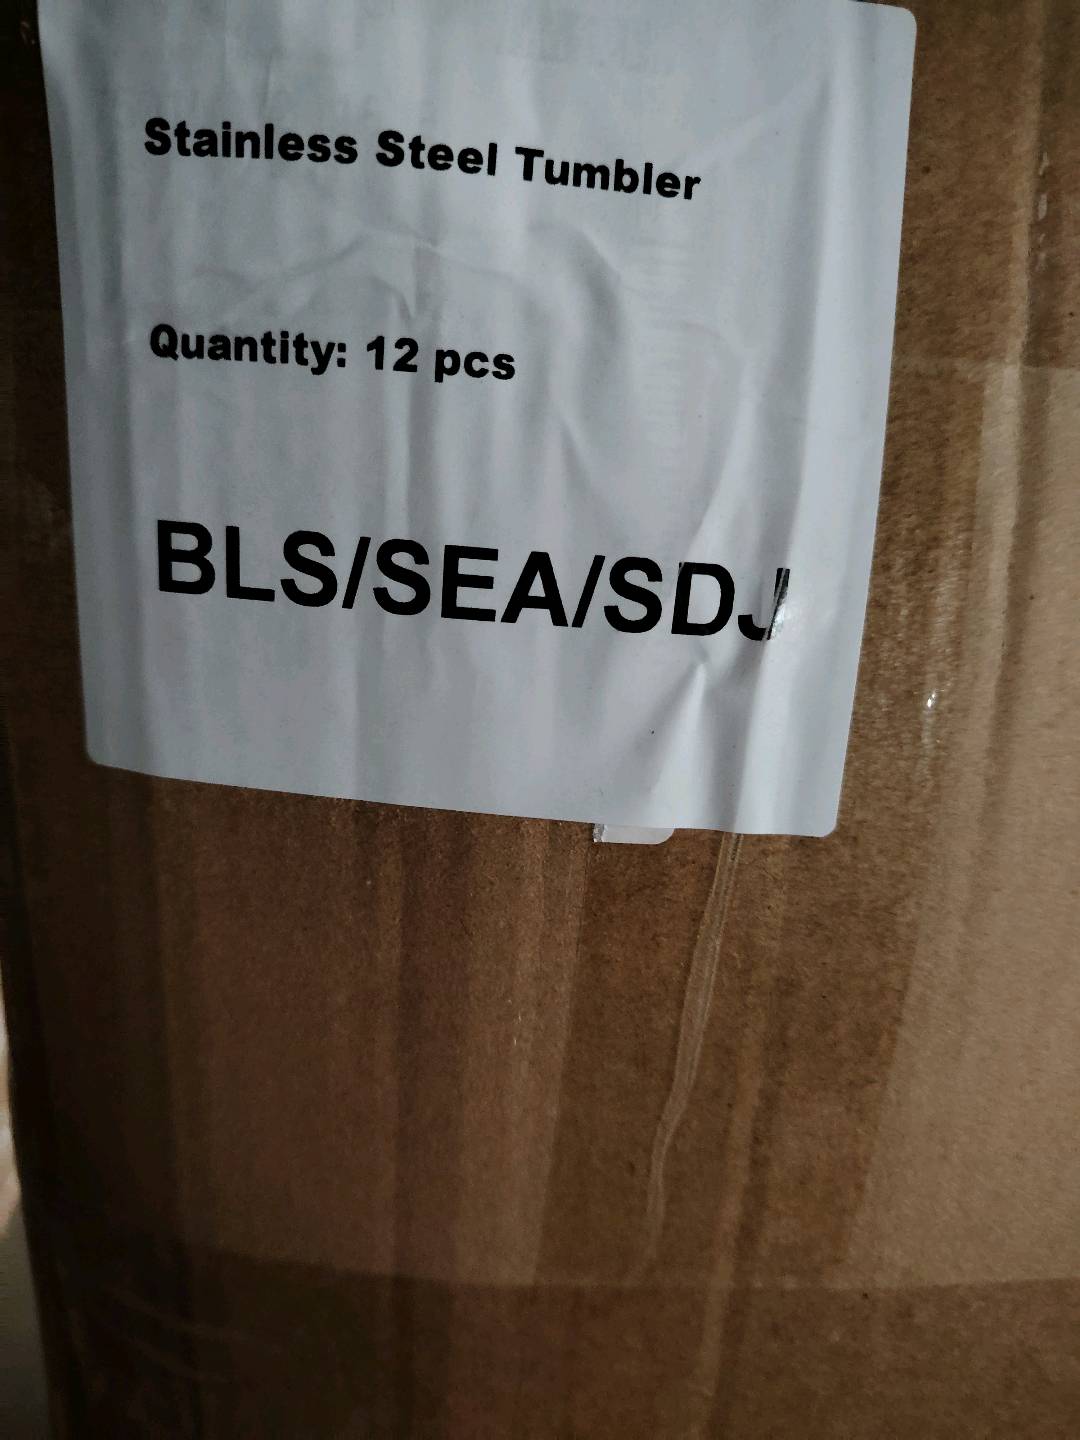 Stainless Steel Tumbler
Quantity: 12 pcs
BLS/SEA/SDJ